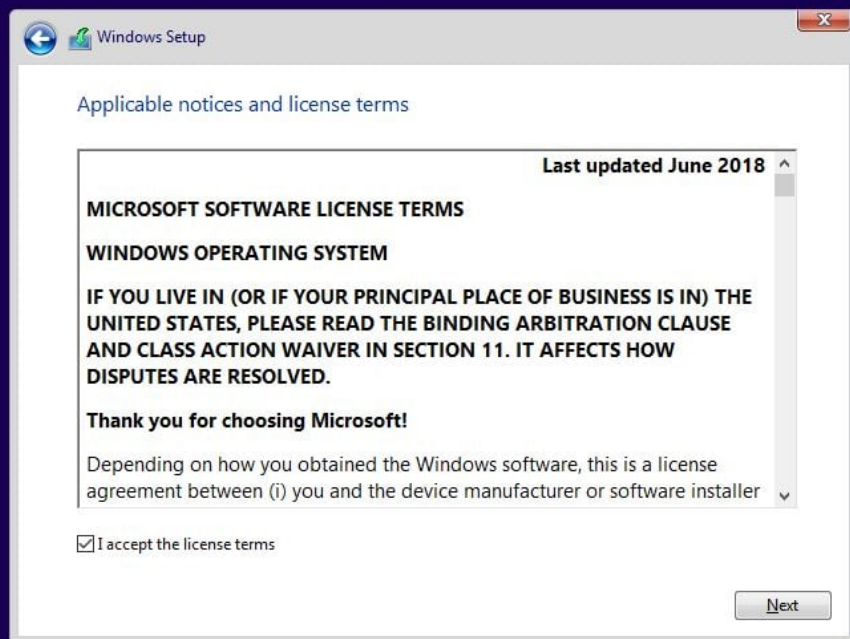 Windows Setup
Applicable notices and license terms
Last updated June 2018
MICROSOFT SOFTWARE LICENSE TERMS
WINDOWS OPERATING SYSTEM
IF YOU LIVE IN (OR IF YOUR PRINCIPAL PLACE OF BUSINESS IS IN) THE
UNITED STATES, PLEASE READ THE BINDING ARBITRATION CLAUSE
AND CLASS ACTION WAIVER IN SECTION 11. IT AFFECTS HOW
DISPUTES ARE RESOLVED.
Thank you for choosing Microsoft!
Depending on how you obtained the Windows software, this is a license
agreement between (i) you and the device manufacturer or software installer
I accept the license terms
Next